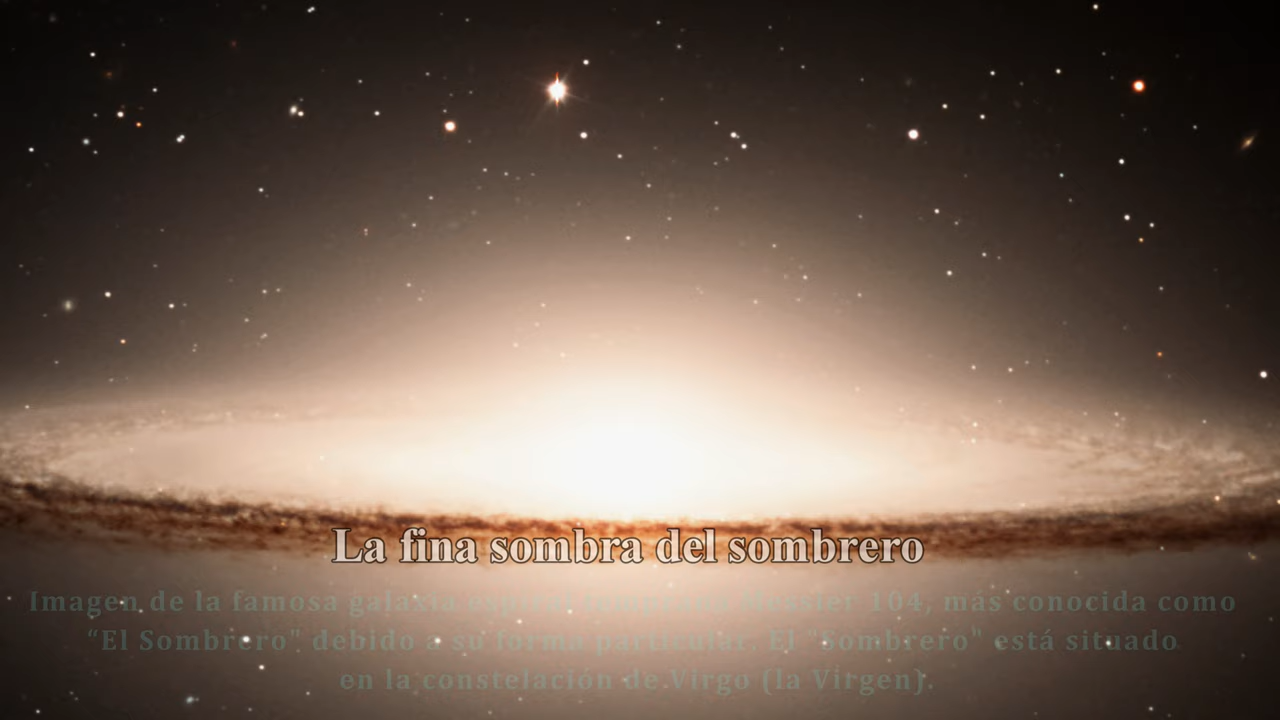 La fina sombra del sombrero
Imagen de la famosa galaxia espiral temprana Messier 104, más conocida como
“El Sombrero" debido a su forma particular. El "Sombrero" está situado
en la constelación de Virgo (la Virgen).